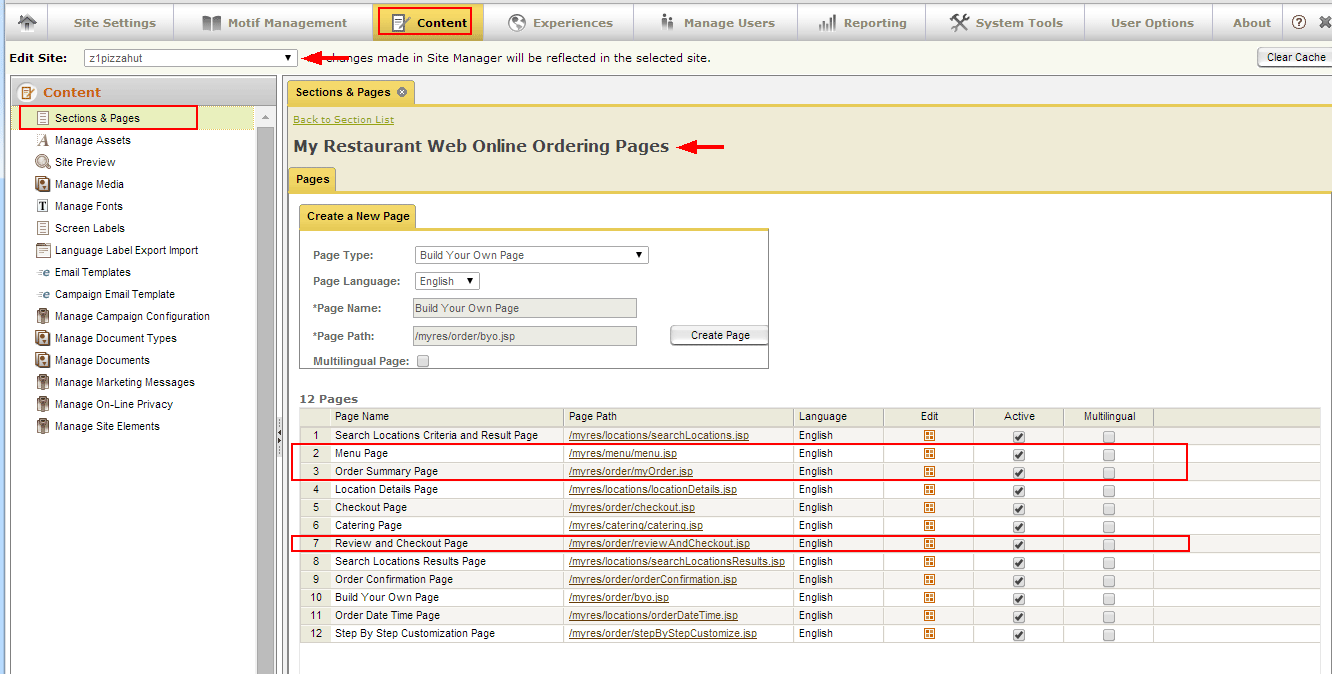 Site Settings Motif Management Content Experiences Manage Users Reporting System Tools User Options About
Edit Site: z1pizzahut changes made in Site Manager will be reflected in the selected site. Clear Cache
Content
Sections & Pages
Manage Assets
Site Preview
Manage Media
Manage Fonts
Screen Labels
Language Label Export Import
Email Templates
Campaign Email Template
Manage Campaign Configuration
Manage Document Types
Manage Documents
Manage Marketing Messages
Manage On-Line Privacy
Manage Site Elements
Sections & Pages
Back to Section List
My Restaurant Web Online Ordering Pages
Pages
Create a New Page
Page Type: Build Your Own Page
Page Language: English
*Page Name: Build Your Own Page
*Page Path: /myres/order/byo.jsp Create Page
Multilingual Page:
12 Pages
Page Name Page Path Language Edit Active Multilingual
1 Search Locations Criteria and Result Page /myres/locations/searchLocations.jsp English
2 Menu Page /myres/menu/menu.jsp English
3 Order Summary Page /myres/order/myOrder.jsp English
4 Location Details Page /myres/locations/locationDetails.jsp English
5 Checkout Page /myres/order/checkout.jsp English
6 Catering Page /myres/catering/catering.jsp English
7 Review and Checkout Page /myres/order/reviewAndCheckout.jsp English
8 Search Locations Results Page /myres/locations/searchLocationsResults.jsp English
9 Order Confirmation Page /myres/order/orderConfirmation.jsp English
10 Build Your Own Page /myres/order/byo.jsp English
11 Order Date Time Page /myres/locations/orderDateTime.jsp English
12 Step By Step Customization Page /myres/order/stepByStepCustomize.jsp English